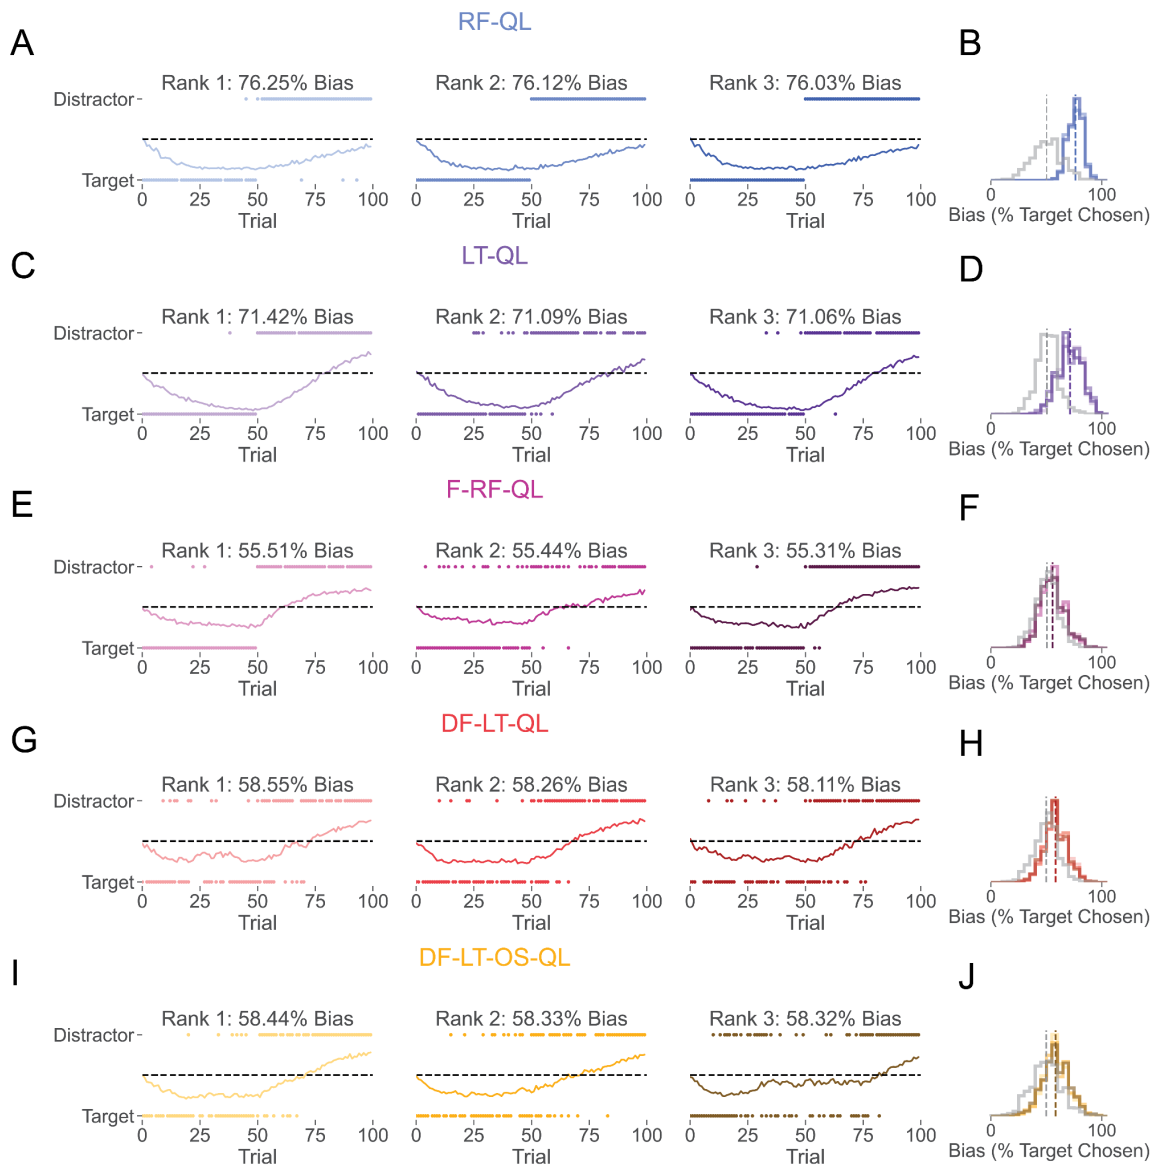 RF-QL
A
B
Rank 1: 76.25% Bias
Rank 2: 76.12% Bias
Rank 3: 76.03% Bias
Distractor
Target
0 25 50 75 100
0 25 50 75 100
0 25 50 75 100
0 100
Trial
Trial
Trial
Bias (% Target Chosen)
LT-QL
C
D
Rank 1: 71.42% Bias
Rank 2: 71.09% Bias
Rank 3: 71.06% Bias
Distractor
Target
0 25 50 75 100
0 25 50 75 100
0 25 50 75 100
0 100
Trial
Trial
Trial
Bias (% Target Chosen)
F-RF-QL
E
F
Rank 1: 55.51% Bias
Rank 2: 55.44% Bias
Rank 3: 55.31% Bias
Distractor
Target
0 25 50 75 100
0 25 50 75 100
0 25 50 75 100
0 100
Trial
Trial
Trial
Bias (% Target Chosen)
DF-LT-QL
G
H
Rank 1: 58.55% Bias
Rank 2: 58.26% Bias
Rank 3: 58.11% Bias
Distractor
Target
0 25 50 75 100
0 25 50 75 100
0 25 50 75 100
0 100
Trial
Trial
Trial
Bias (% Target Chosen)
DF-LT-OS-QL
I
J
Rank 1: 58.44% Bias
Rank 2: 58.33% Bias
Rank 3: 58.32% Bias
Distractor
Target
0 25 50 75 100
0 25 50 75 100
0 25 50 75 100
0 100
Trial
Trial
Trial
Bias (% Target Chosen)